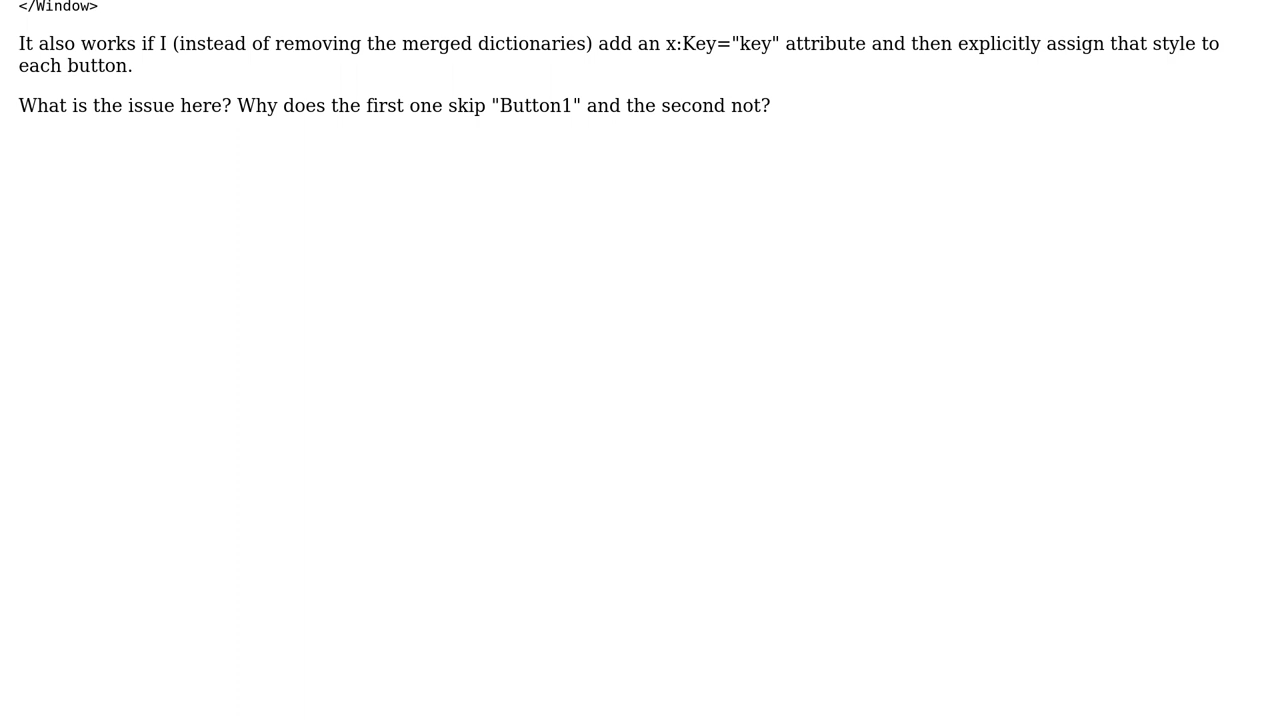 </Window>
It also works if I (instead of removing the merged dictionaries) add an x:Key="key" attribute and then explicitly assign that style to
each button.
What is the issue here? Why does the first one skip "Button1" and the second not?